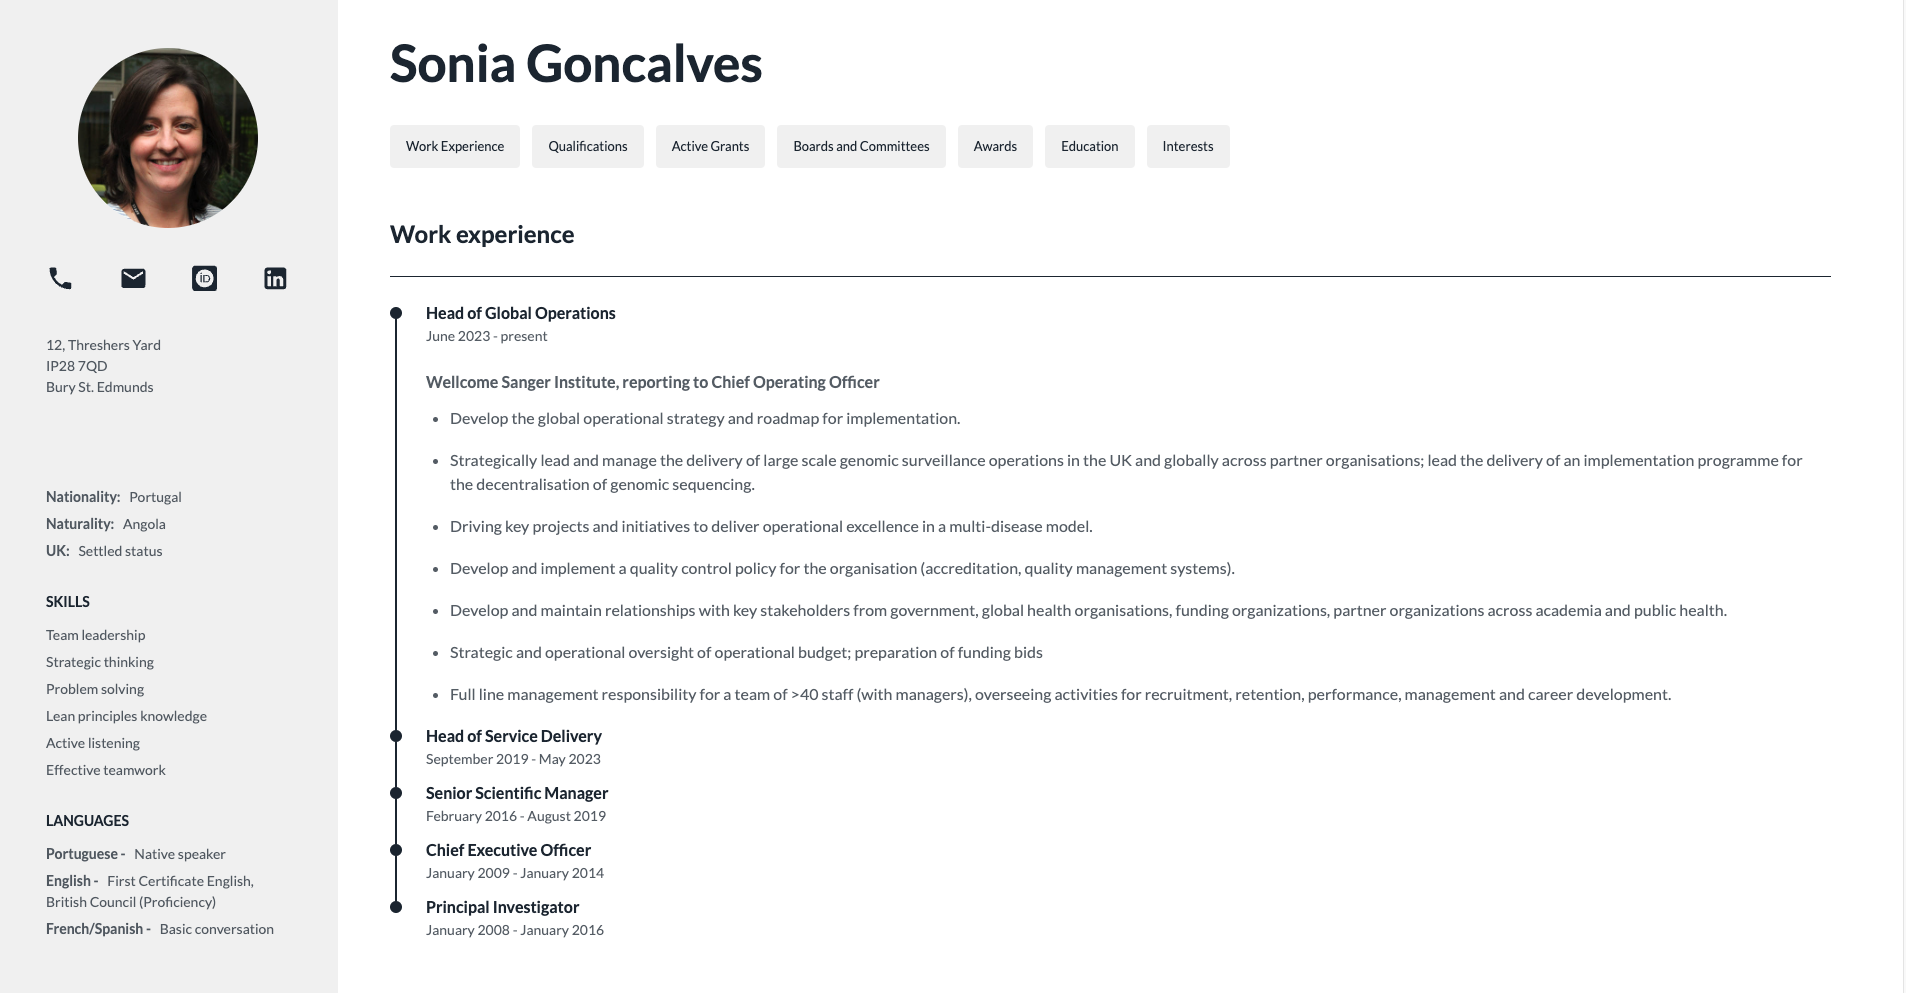 Sonia Goncalves
Work Experience
Qualifications
Active Grants
Boards and Committees
Awards
Education
Interests
12, Threshers Yard
IP28 7QD
Bury St. Edmunds
Nationality: Portugal
Naturality: Angola
UK: Settled status
SKILLS
Team leadership
Strategic thinking
Problem solving
Lean principles knowledge
Active listening
Effective teamwork
LANGUAGES
Portuguese - Native speaker
English - First Certificate English,
British Council (Proficiency)
French/Spanish - Basic conversation
Work experience
Head of Global Operations
June 2023 - present
Wellcome Sanger Institute, reporting to Chief Operating Officer
• Develop the global operational strategy and roadmap for implementation.
• Strategically lead and manage the delivery of large scale genomic surveillance operations in the UK and globally across partner organisations; lead the delivery of an implementation programme for
the decentralisation of genomic sequencing.
• Driving key projects and initiatives to deliver operational excellence in a multi-disease model.
• Develop and implement a quality control policy for the organisation (accreditation, quality management systems).
• Develop and maintain relationships with key stakeholders from government, global health organisations, funding organizations, partner organizations across academia and public health.
• Strategic and operational oversight of operational budget; preparation of funding bids
• Full line management responsibility for a team of >40 staff (with managers), overseeing activities for recruitment, retention, performance, management and career development.
Head of Service Delivery
September 2019 - May 2023
Senior Scientific Manager
February 2016 - August 2019
Chief Executive Officer
January 2009 - January 2014
Principal Investigator
January 2008 - January 2016